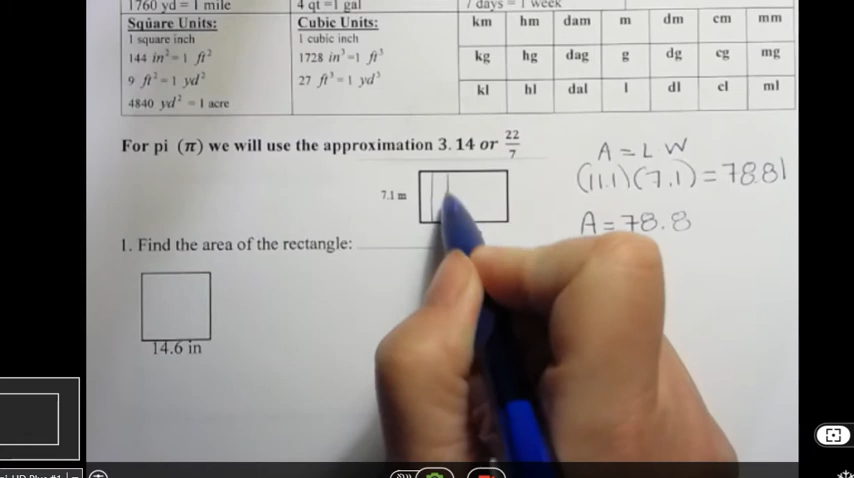 1760 yd = 1 mile
4 qt =1 gal
7 days = 1 week
Square Units:
1 square inch
144 in²=1 ft²
9 ft²=1 yd²
4840 yd² = 1 acre
Cubic Units:
1 cubic inch
1728 in³=1 ft³
27 ft³=1 yd³
km hm dam m dm cm mm
kg hg dag g dg cg mg
kl hl dal l dl cl ml
For pi (π) we will use the approximation 3.14 or 22/7
7.1 m
A = L W
(11.1)(7.1) = 78.81
A = 78.8
1. Find the area of the rectangle:
14.6 in